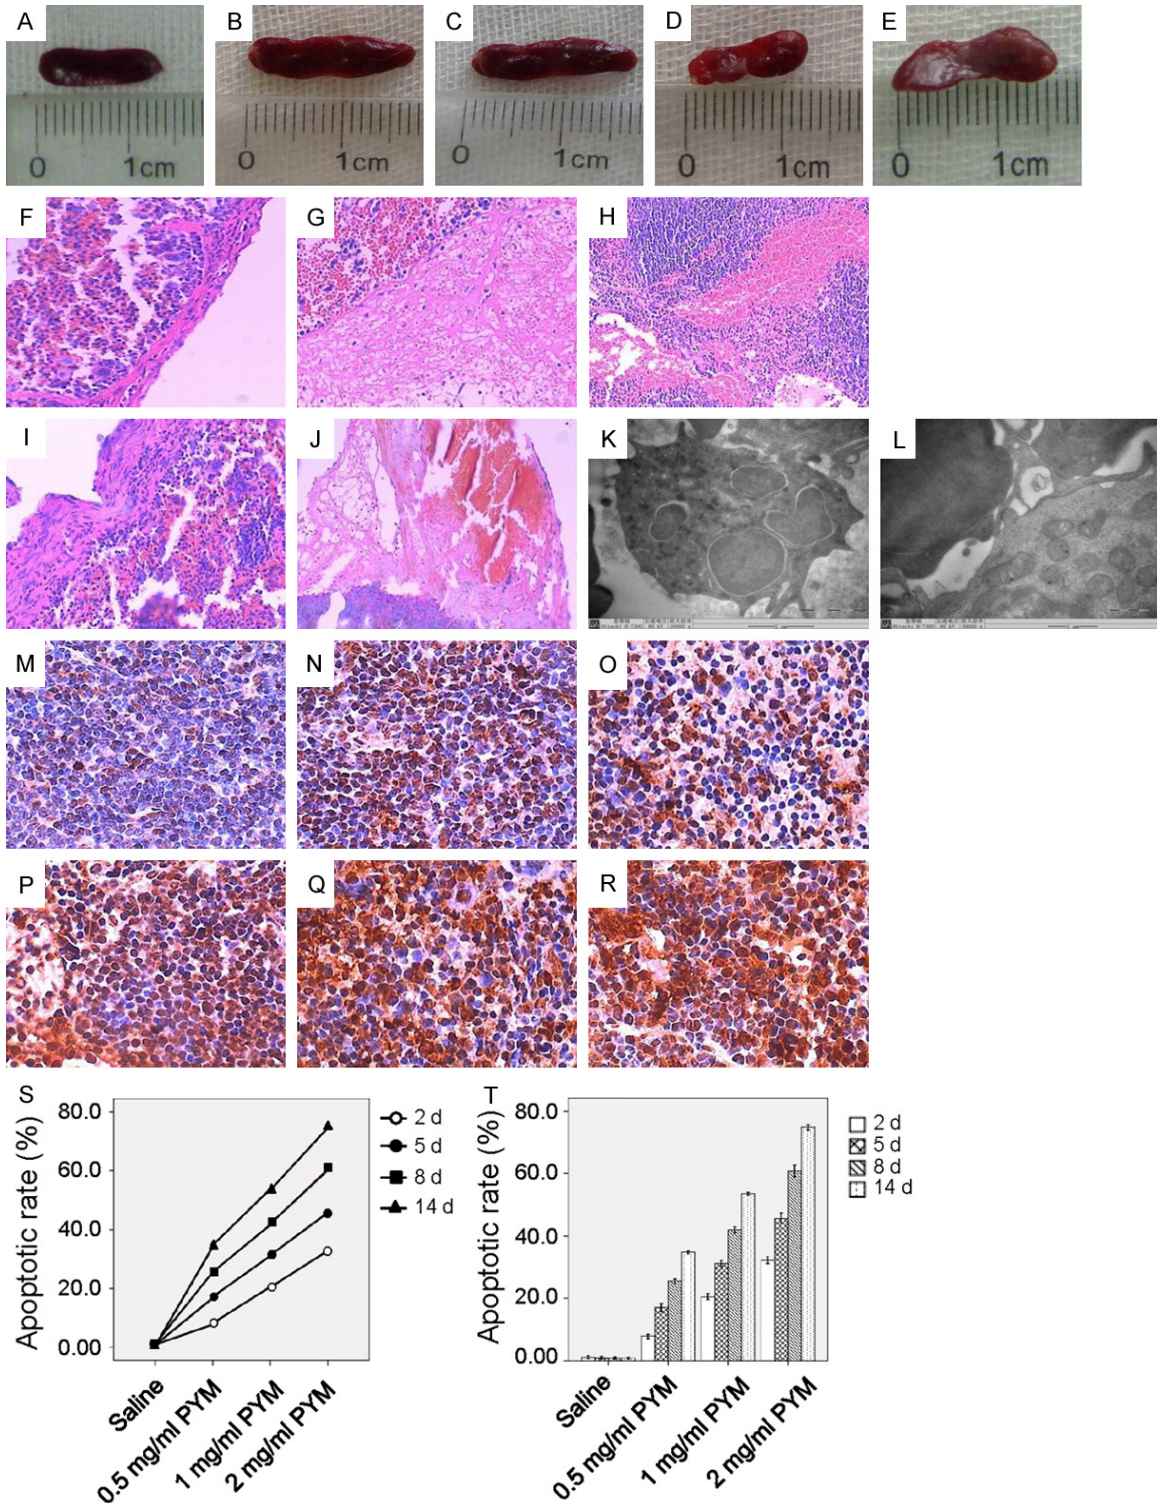 A B C D E
0 1cm 0 1cm 0 1cm 0 1cm 0 1cm
F G H
I J K L
M N O
P Q R
S T
Apoptotic rate (%)
80.0
60.0
40.0
20.0
0.00
2 d
5 d
8 d
14 d
Saline
0.5 mg/ml PYM
1 mg/ml PYM
2 mg/ml PYM
Apoptotic rate (%)
80.0
60.0
40.0
20.0
0.00
2 d
5 d
8 d
14 d
Saline
0.5 mg/ml PYM
1 mg/ml PYM
2 mg/ml PYM